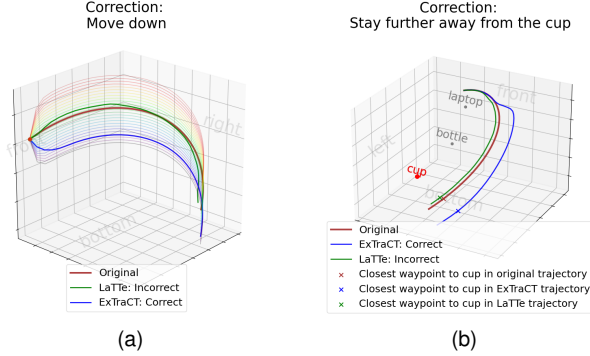 Correction:
Move down
front
right
bottom
Original
LaTTe: Incorrect
ExTraCT: Correct
(a)
Correction:
Stay further away from the cup
front
laptop
left
bottle
cup
bottom
Original
ExTraCT: Correct
LaTTe: Incorrect
Closest waypoint to cup in original trajectory
Closest waypoint to cup in ExTraCT trajectory
Closest waypoint to cup in LaTTe trajectory
(b)